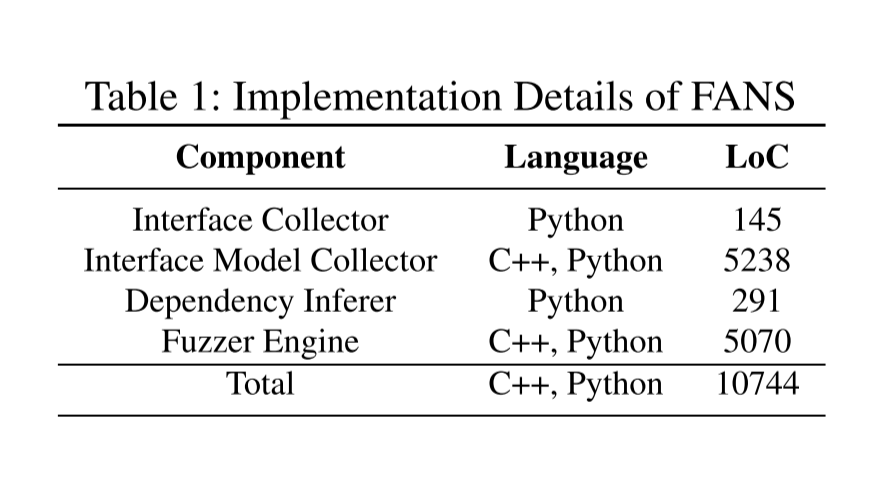 Table 1: Implementation Details of FANS
Component Language LoC
Interface Collector Python 145
Interface Model Collector C++, Python 5238
Dependency Inferer Python 291
Fuzzer Engine C++, Python 5070
Total C++, Python 10744